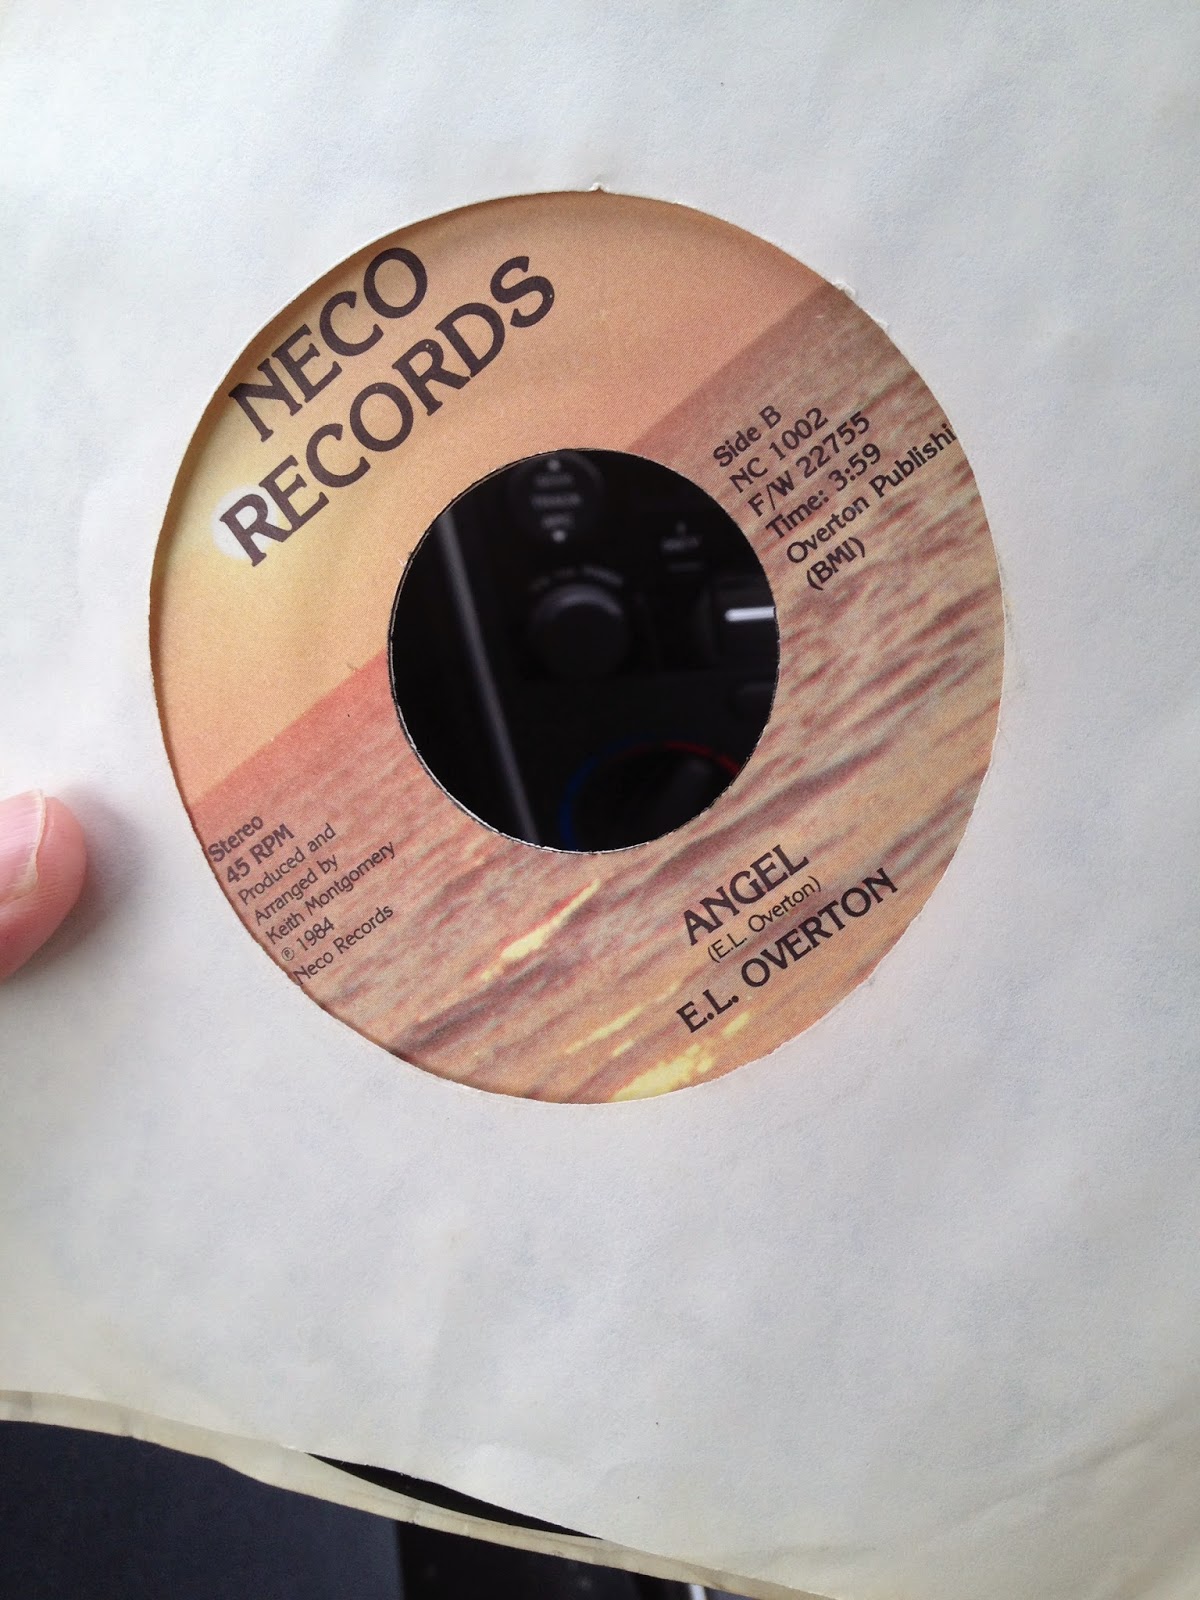 NECO
RECORDS
Side B
NC 1002
F/W 22755
Time: 3:59
Overton Publishi
(BMI)
Stereo
45 RPM
Produced and
Arranged by
Keith Montgomery
℗ 1984
Neco Records
ANGEL
(E.L. Overton)
E.L. OVERTON